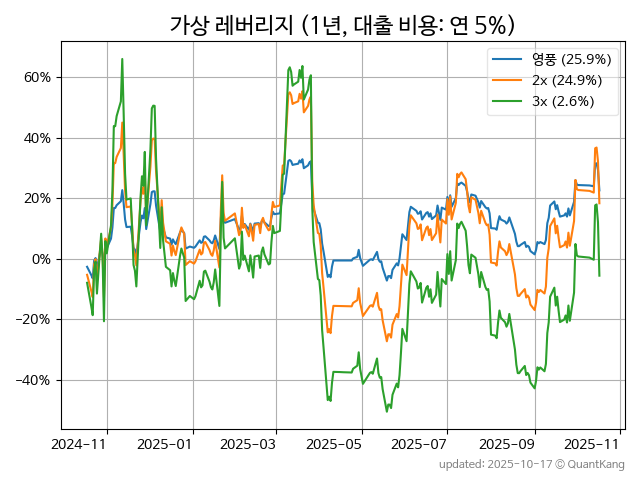 가상 레버리지 (1년, 대출 비용: 연 5%)
영풍 (25.9%)
2x (24.9%)
3x (2.6%)
60%
40%
20%
0%
−20%
−40%
2024-11 2025-01 2025-03 2025-05 2025-07 2025-09 2025-11
updated: 2025-10-17 © QuantKang